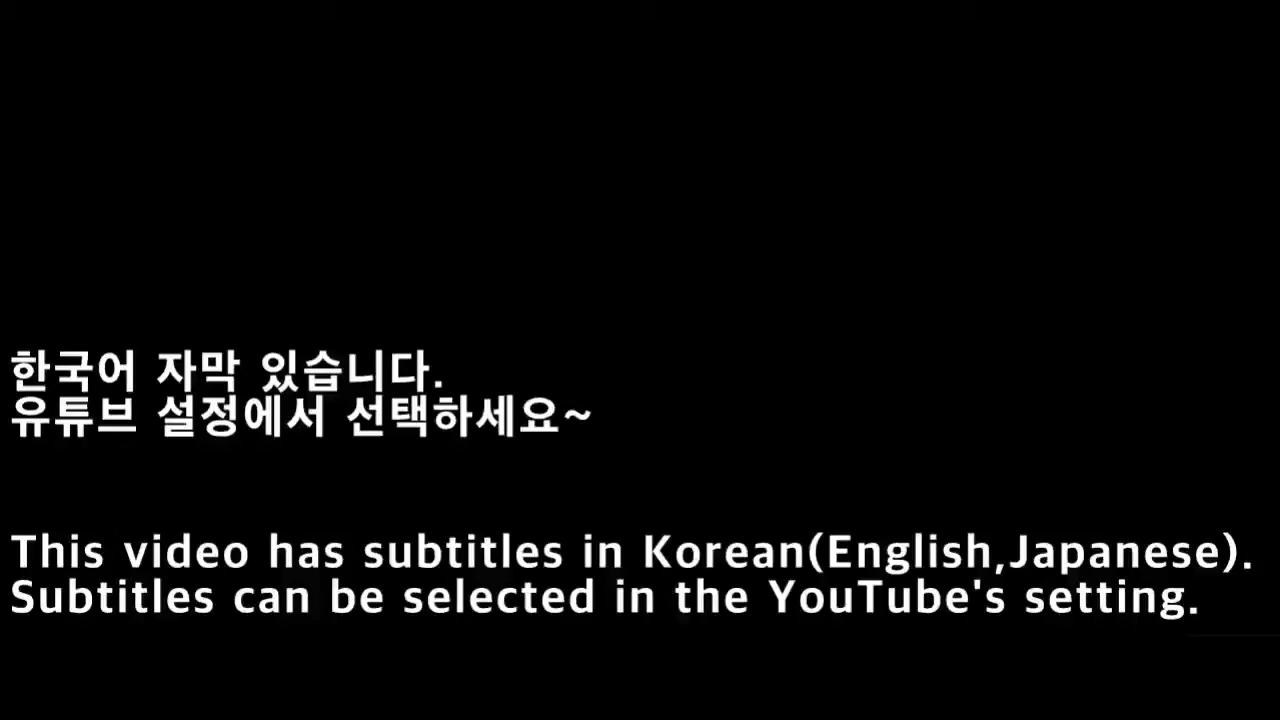 한국어 자막 있습니다.
유튜브 설정에서 선택하세요~
This video has subtitles in Korean(English,Japanese).
Subtitles can be selected in the YouTube's setting.